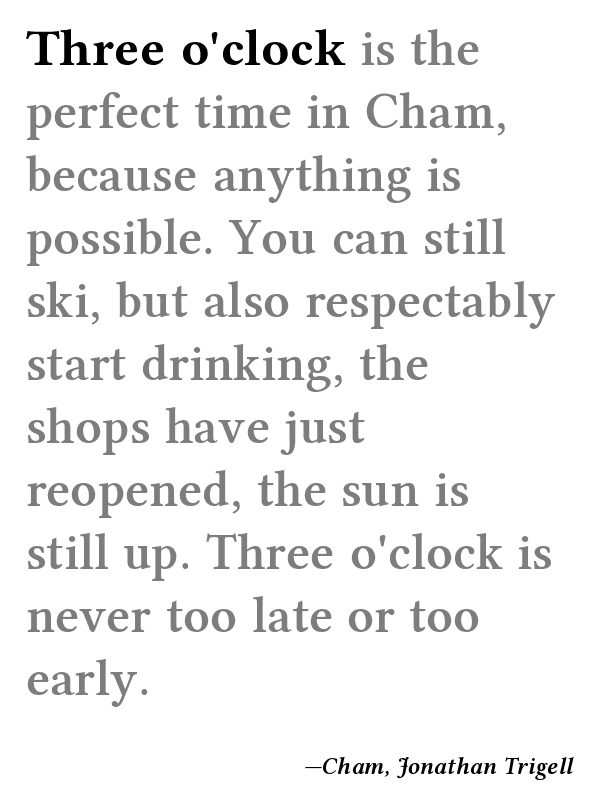 Three o'clock is the
perfect time in Cham,
because anything is
possible. You can still
ski, but also respectably
start drinking, the
shops have just
reopened, the sun is
still up. Three o'clock is
never too late or too
early.
—Cham, Jonathan Trigell